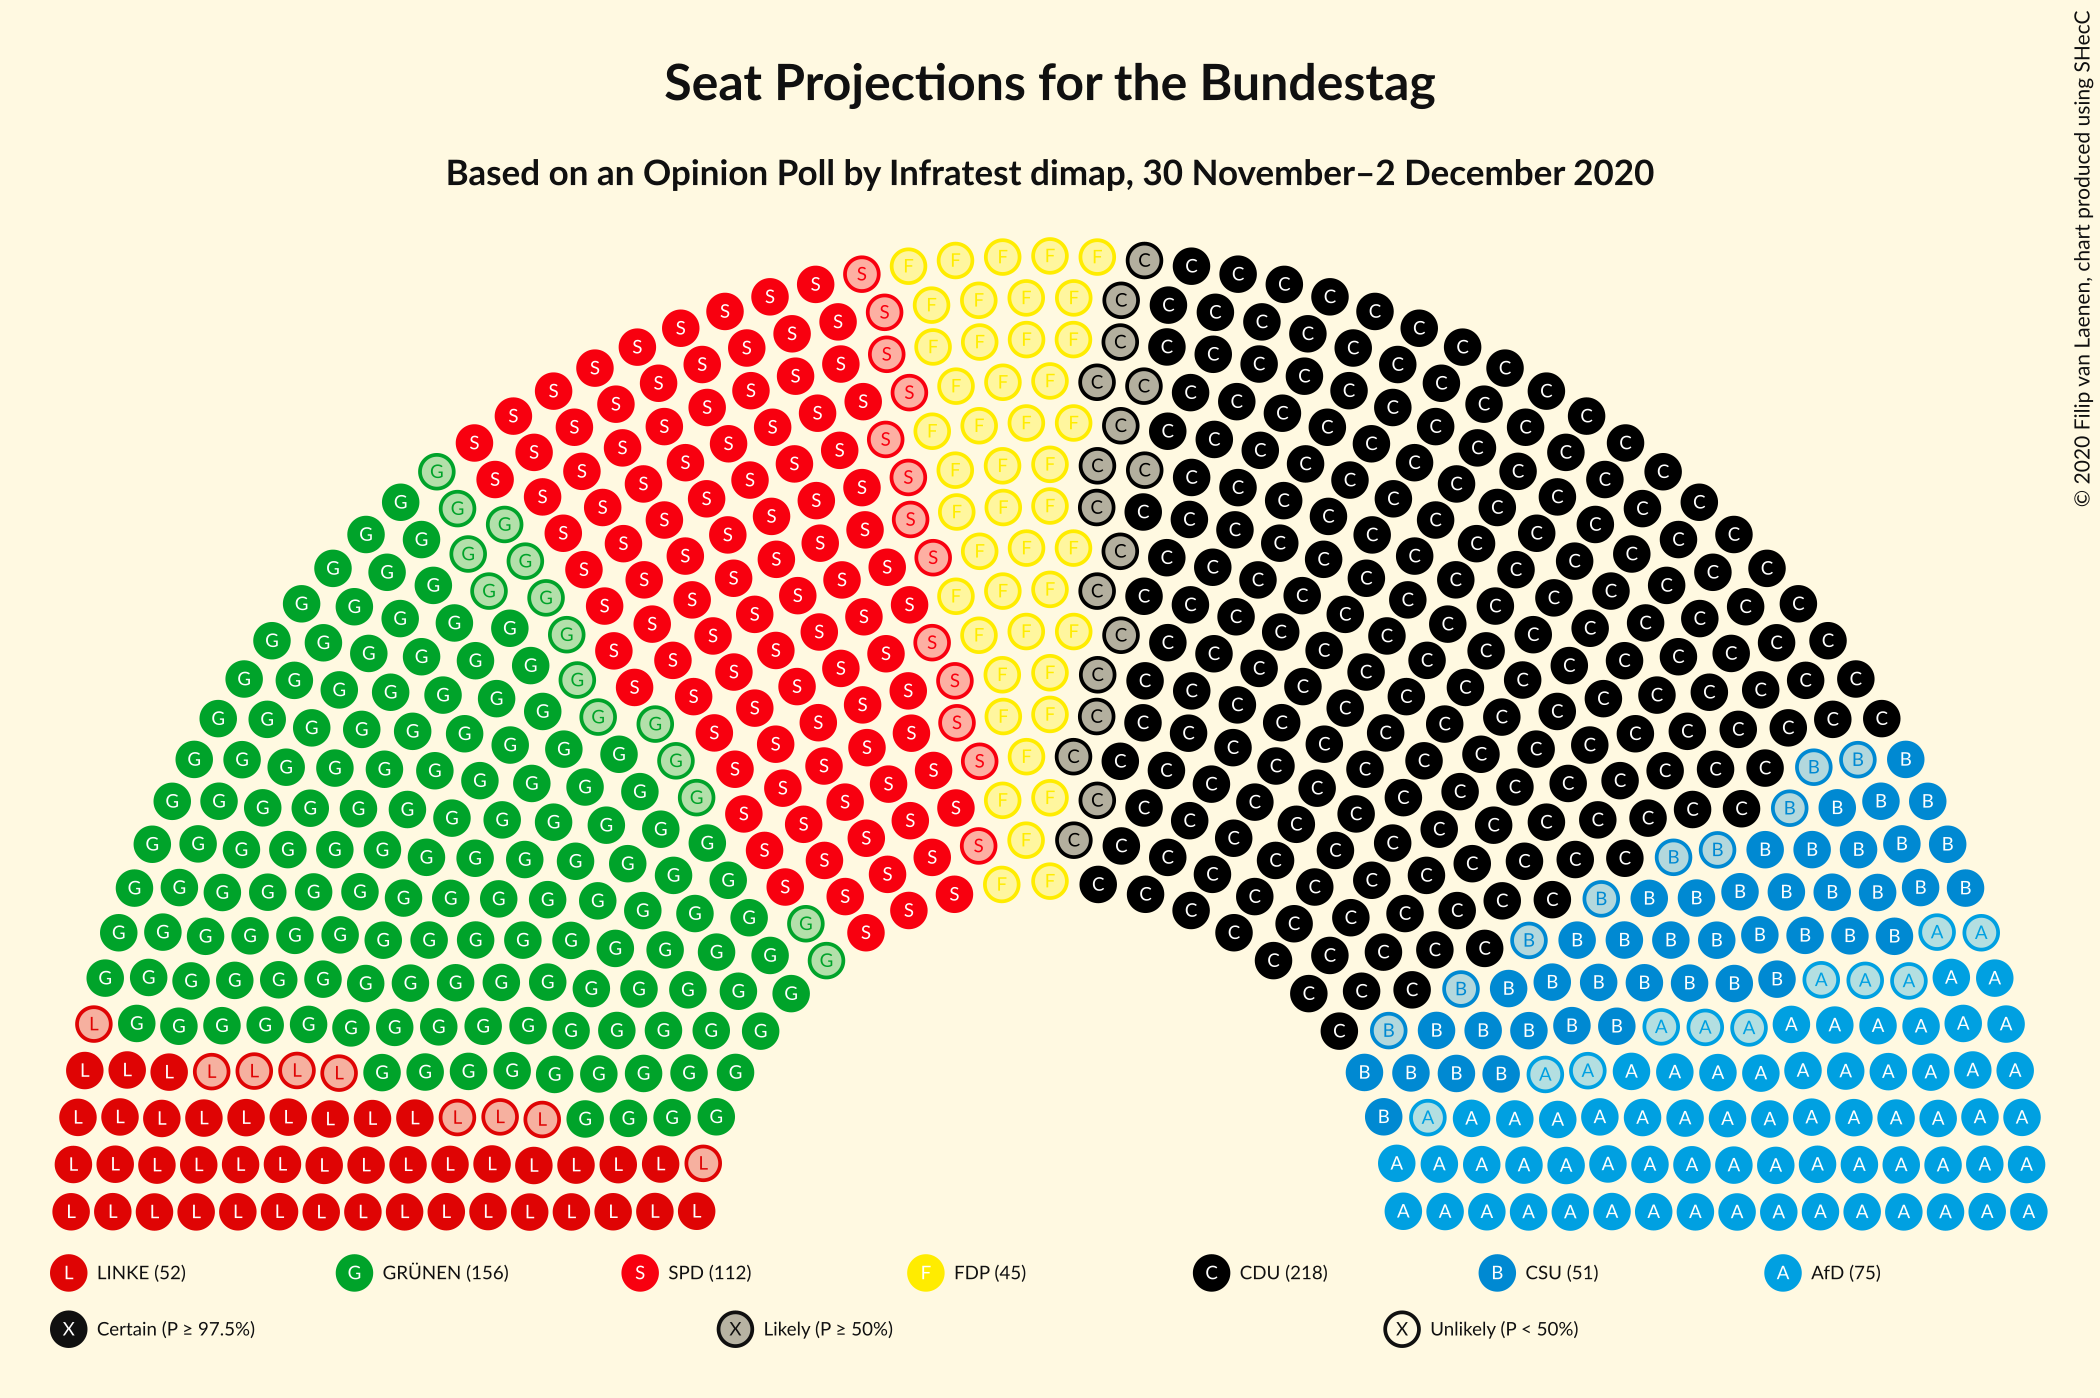 Seat Projections for the Bundestag
Based on an Opinion Poll by Infratest dimap, 30 November–2 December 2020
© 2020 Filip van Laenen, chart produced using SHecC
L LINKE (52)
G GRÜNEN (156)
S SPD (112)
F FDP (45)
C CDU (218)
B CSU (51)
A AfD (75)
X Certain (P ≥ 97.5%)
X Likely (P ≥ 50%)
X Unlikely (P < 50%)